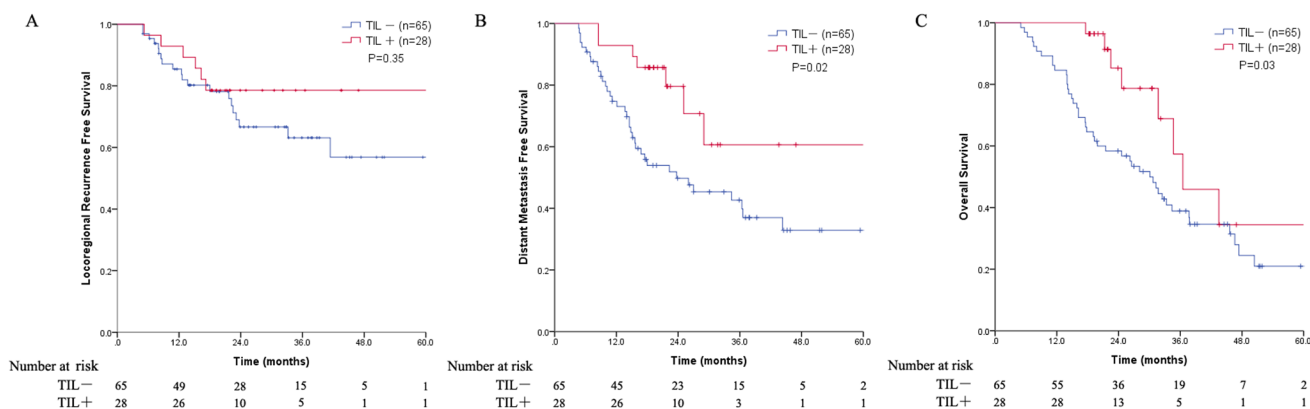 A
TIL− (n=65)
TIL+ (n=28)
P=0.35
Locoregional Recurrence Free Survival
1.0
0.8
0.6
0.4
0.2
0.0
.0 12.0 24.0 36.0 48.0 60.0
Time (months)
Number at risk
TIL− 65 49 28 15 5 1
TIL+ 28 26 10 5 1 1
B
TIL− (n=65)
TIL+ (n=28)
P=0.02
Distant Metastasis Free Survival
1.0
0.8
0.6
0.4
0.2
0.0
.0 12.0 24.0 36.0 48.0 60.0
Time (months)
Number at risk
TIL− 65 45 23 15 5 2
TIL+ 28 26 10 3 1 1
C
TIL− (n=65)
TIL+ (n=28)
P=0.03
Overall Survival
1.0
0.8
0.6
0.4
0.2
0.0
.0 12.0 24.0 36.0 48.0 60.0
Time (months)
Number at risk
TIL− 65 55 36 19 7 2
TIL+ 28 28 13 5 1 1